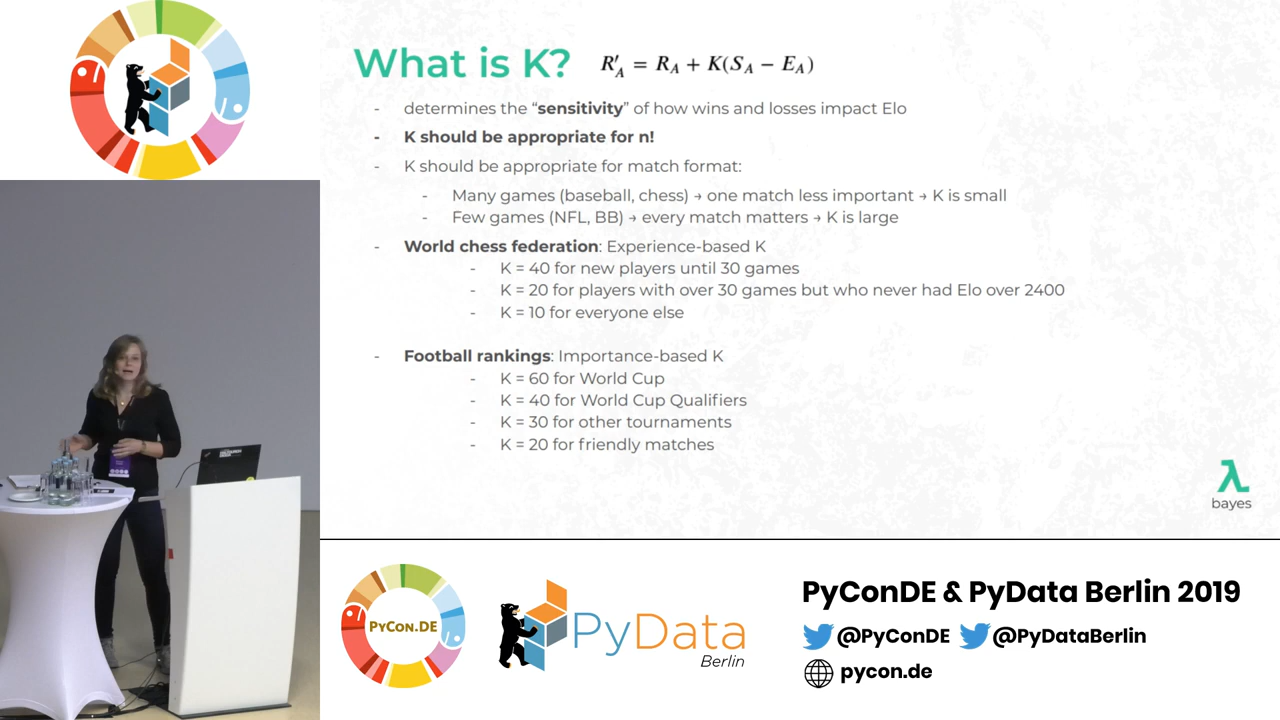 What is K? R′_A = R_A + K(S_A − E_A)
- determines the “sensitivity” of how wins and losses impact Elo
- K should be appropriate for n!
- K should be appropriate for match format:
- Many games (baseball, chess) → one match less important → K is small
- Few games (NFL, BB) → every match matters → K is large
- World chess federation: Experience-based K
- K = 40 for new players until 30 games
- K = 20 for players with over 30 games but who never had Elo over 2400
- K = 10 for everyone else
- Football rankings: Importance-based K
- K = 60 for World Cup
- K = 40 for World Cup Qualifiers
- K = 30 for other tournaments
- K = 20 for friendly matches
λ
bayes
PYCON.DE
PyData
Berlin
PyConDE & PyData Berlin 2019
@PyConDE @PyDataBerlin
pycon.de